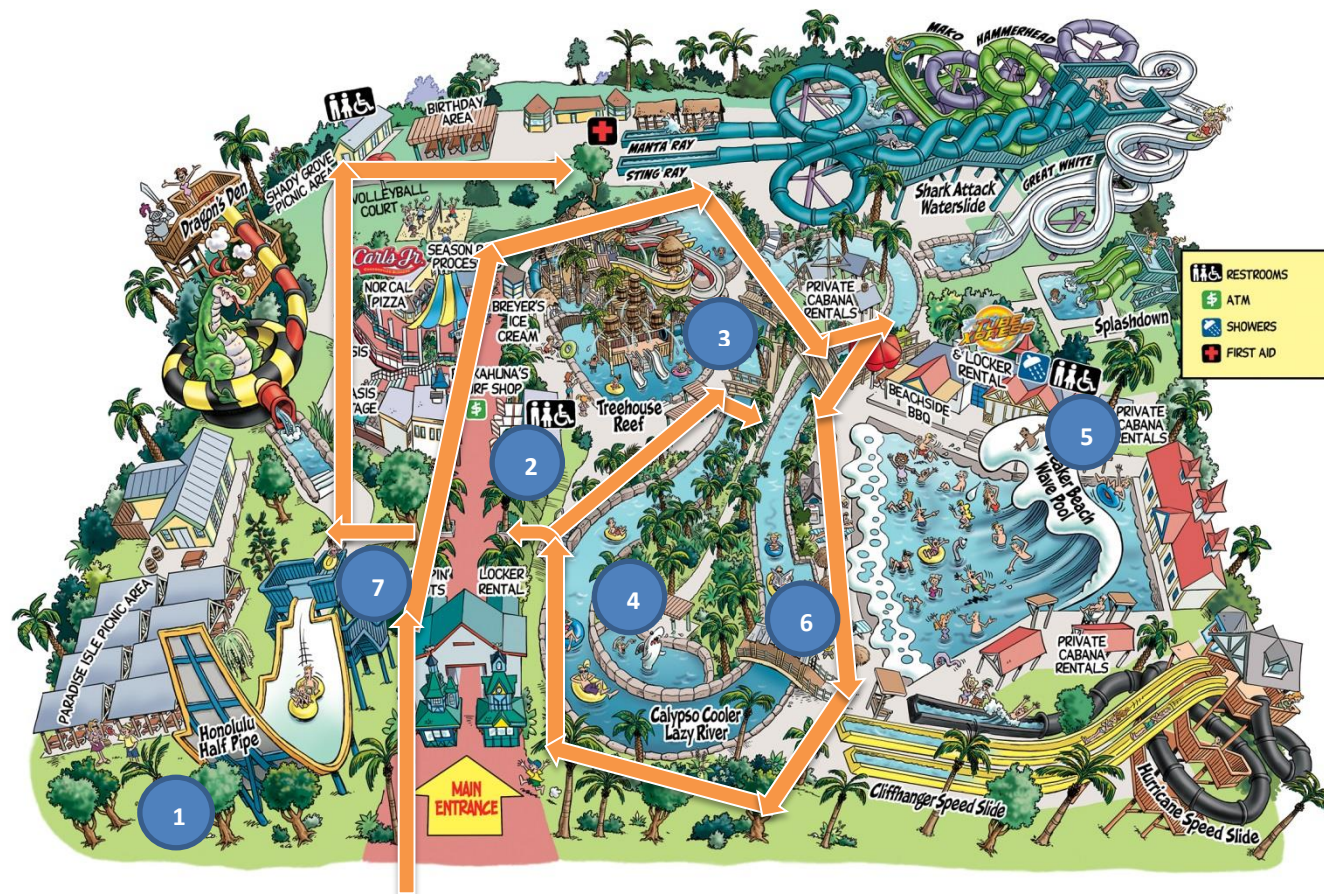 MAKO
HAMMERHEAD
BIRTHDAY
AREA
MANTA RAY
STING RAY
SHADY GROVE
PICNIC AREA
Dragon's Den
VOLLEYBALL
COURT
Shark Attack
Waterslide
GREAT WHITE
Carl's Jr.
SEASON
PROCES
NOR CAL
PIZZA
BREYER'S
ICE
CREAM
PRIVATE
CABANA
RENTALS
Splashdown
RESTROOMS
ATM
SHOWERS
FIRST AID
3
& LOCKER
RENTAL
BEACHSIDE
BBQ
KAHUNA'S
SHOP
Treehouse
Reef
2
5
PRIVATE
CABANA
RENTALS
Beach
Wave Pool
7
LOCKER
RENTAL
4
6
PARADISE ISLE PICNIC AREA
PRIVATE
CABANA
RENTALS
Honolulu
Half Pipe
Calypso Cooler
Lazy River
1
MAIN
ENTRANCE
Cliffhanger Speed Slide
Hurricane Speed Slide